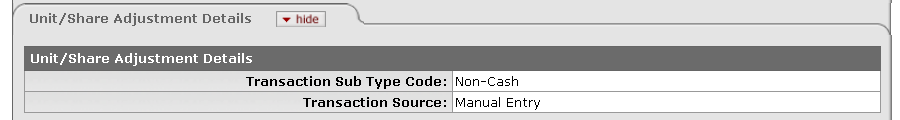 Unit/Share Adjustment Details hide
Unit/Share Adjustment Details
Transaction Sub Type Code: Non-Cash
Transaction Source: Manual Entry